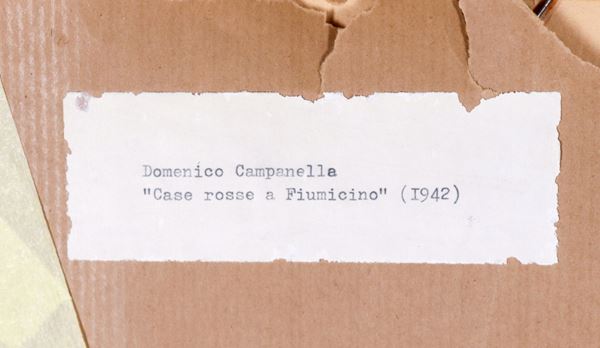 Domenico Campanella
"Case rosse a Fiumicino" (I942)